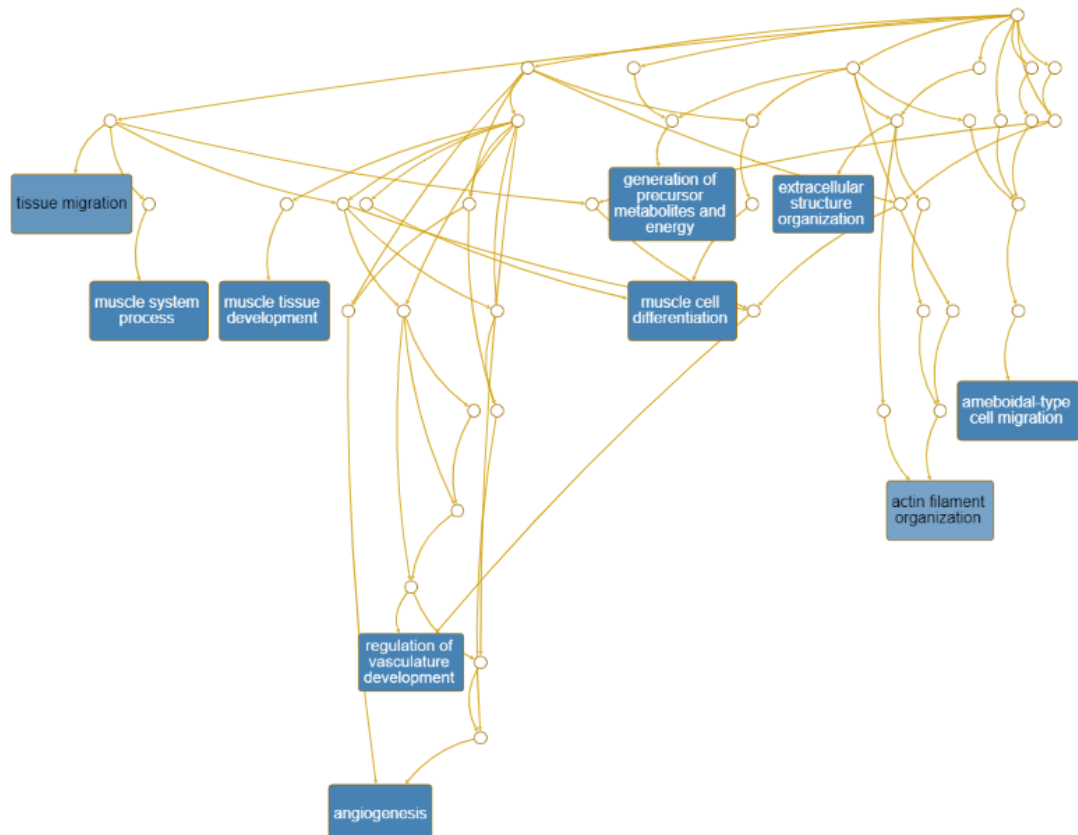 tissue migration
generation of
precursor
metabolites and
energy
extracellular
structure
organization
muscle system
process
muscle tissue
development
muscle cell
differentiation
ameboidal-type
cell migration
actin filament
organization
regulation of
vasculature
development
angiogenesis